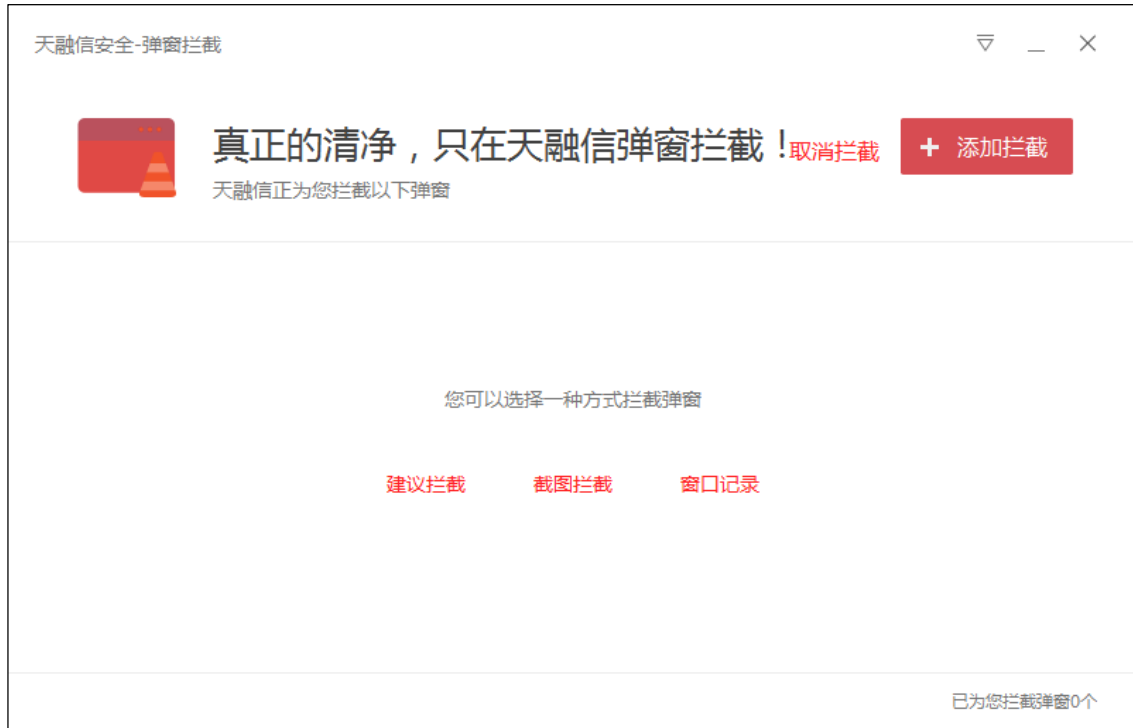 天融信安全-弹窗拦截
真正的清净，只在天融信弹窗拦截！取消拦截 添加拦截
天融信正为您拦截以下弹窗
您可以选择一种方式拦截弹窗
建议拦截 截图拦截 窗口记录
已为您拦截弹窗0个